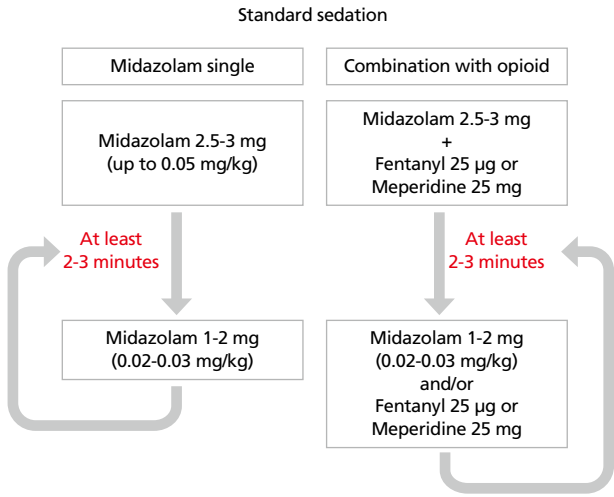 Standard sedation
Midazolam single
Combination with opioid
Midazolam 2.5-3 mg
(up to 0.05 mg/kg)
Midazolam 2.5-3 mg
+
Fentanyl 25 μg or
Meperidine 25 mg
At least
2-3 minutes
At least
2-3 minutes
Midazolam 1-2 mg
(0.02-0.03 mg/kg)
Midazolam 1-2 mg
(0.02-0.03 mg/kg)
and/or
Fentanyl 25 μg or
Meperidine 25 mg